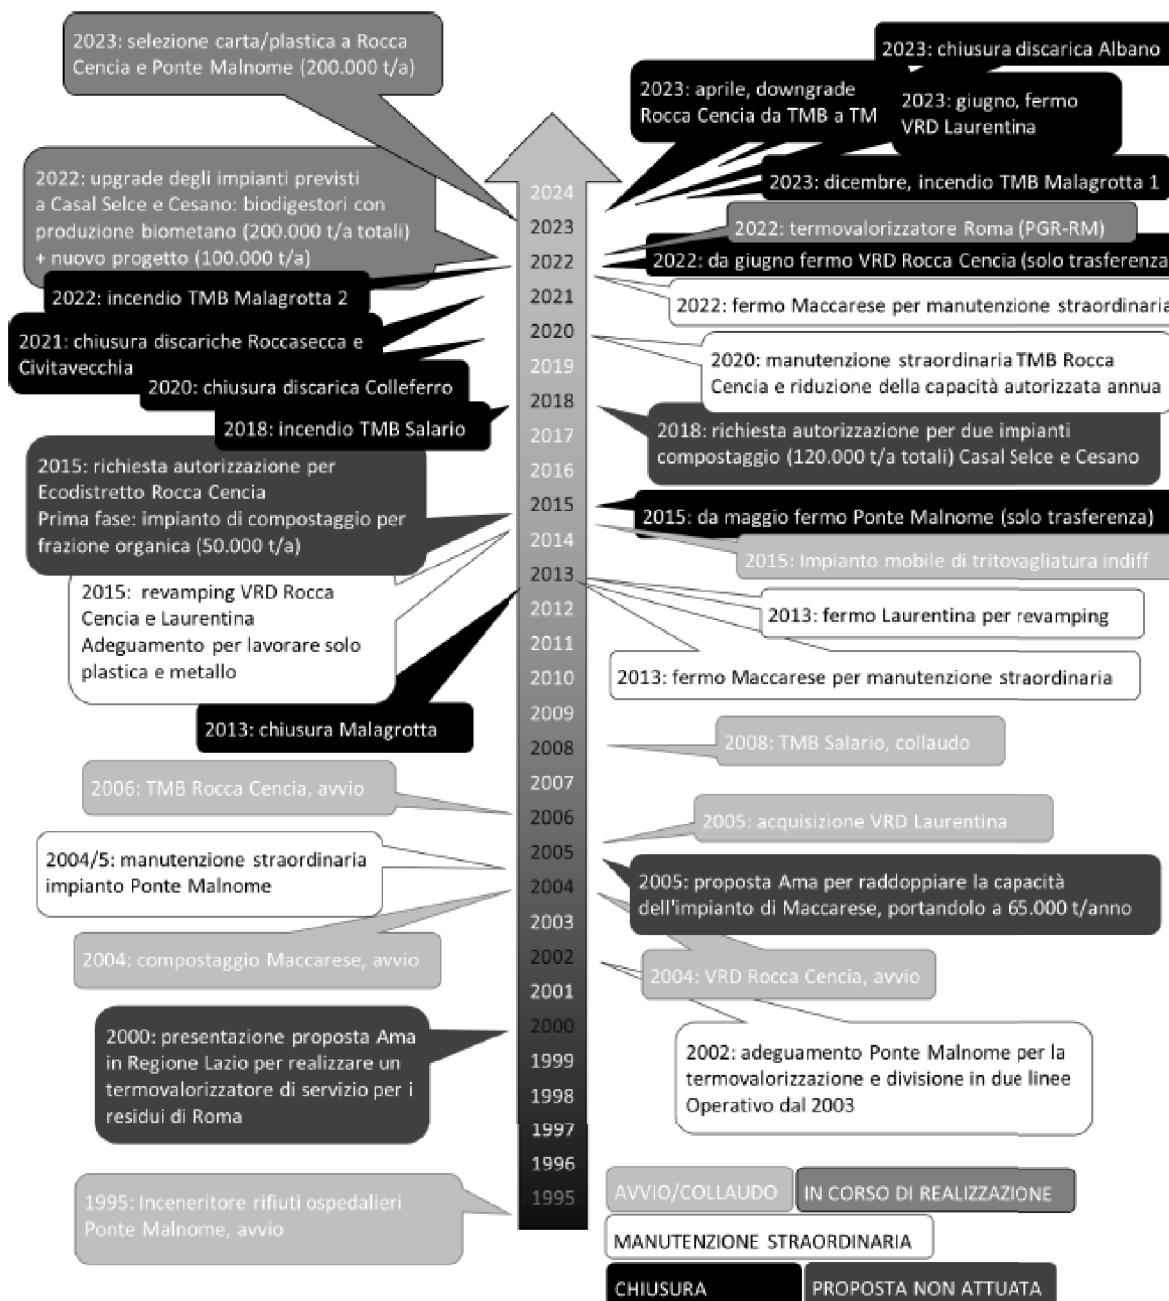 2023: selezione carta/plastica a Rocca
Cencia e Ponte Malnome (200.000 t/a)
2023: chiusura discarica Albano
2023: aprile, downgrade
Rocca Cencia da TMB a TM
2023: giugno, fermo
VRD Laurentina
2023: dicembre, incendio TMB Malagrotta 1
2022: upgrade degli impianti previsti
a Casal Selce e Cesano: biodigestori con
produzione biometano (200.000 t/a totali)
+ nuovo progetto (100.000 t/a)
2022: termovalorizzatore Roma (PGR-RM)
2022: da giugno fermo VRD Rocca Cencia (solo trasferenza)
2022: incendio TMB Malagrotta 2
2022: fermo Maccarese per manutenzione straordinaria
2021: chiusura discariche Roccasecca e
Civitavecchia
2020: chiusura discarica Colleferro
2020: manutenzione straordinaria TMB Rocca
Cencia e riduzione della capacità autorizzata annua
2018: incendio TMB Salario
2018: richiesta autorizzazione per due impianti
compostaggio (120.000 t/a totali) Casal Selce e Cesano
2015: richiesta autorizzazione per
Ecodistretto Rocca Cencia
Prima fase: impianto di compostaggio per
frazione organica (50.000 t/a)
2015: da maggio fermo Ponte Malnome (solo trasferenza)
2015: Impianto mobile di tritovagliatura indiff
2015: revamping VRD Rocca
Cencia e Laurentina
Adeguamento per lavorare solo
plastica e metallo
2013: fermo Laurentina per revamping
2013: fermo Maccarese per manutenzione straordinaria
2013: chiusura Malagrotta
2008: TMB Salario, collaudo
2006: TMB Rocca Cencia, avvio
2005: acquisizione VRD Laurentina
2004/5: manutenzione straordinaria
impianto Ponte Malnome
2005: proposta Ama per raddoppiare la capacità
dell'impianto di Maccarese, portandolo a 65.000 t/anno
2004: compostaggio Maccarese, avvio
2004: VRD Rocca Cencia, avvio
2000: presentazione proposta Ama
in Regione Lazio per realizzare un
termovalorizzatore di servizio per i
residui di Roma
2002: adeguamento Ponte Malnome per la
termovalorizzazione e divisione in due linee
Operativo dal 2003
1995: Inceneritore rifiuti ospedalieri
Ponte Malnome, avvio
2024
2023
2022
2021
2020
2019
2018
2017
2016
2015
2014
2013
2012
2011
2010
2009
2008
2007
2006
2005
2004
2003
2002
2001
2000
1999
1998
1997
1996
1995
AVVIO/COLLAUDO
IN CORSO DI REALIZZAZIONE
MANUTENZIONE STRAORDINARIA
CHIUSURA
PROPOSTA NON ATTUATA